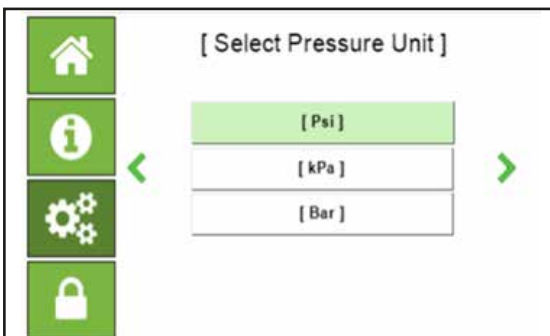 [ Select Pressure Unit ]
[ Psi ]
[ kPa ]
[ Bar ]